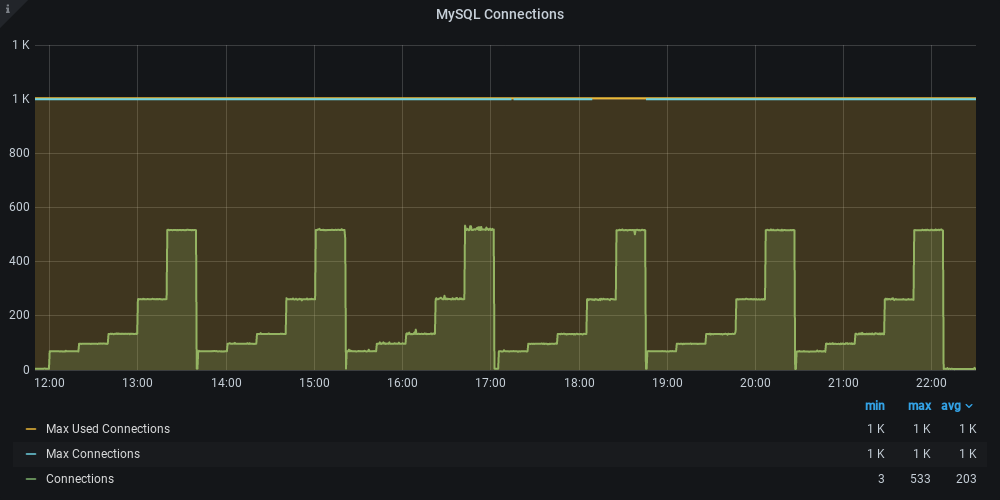 i
MySQL Connections
1 K
1 K
800
600
400
200
0
12:00 13:00 14:00 15:00 16:00 17:00 18:00 19:00 20:00 21:00 22:00
min max avg
Max Used Connections 1 K 1 K 1 K
Max Connections 1 K 1 K 1 K
Connections 3 533 203